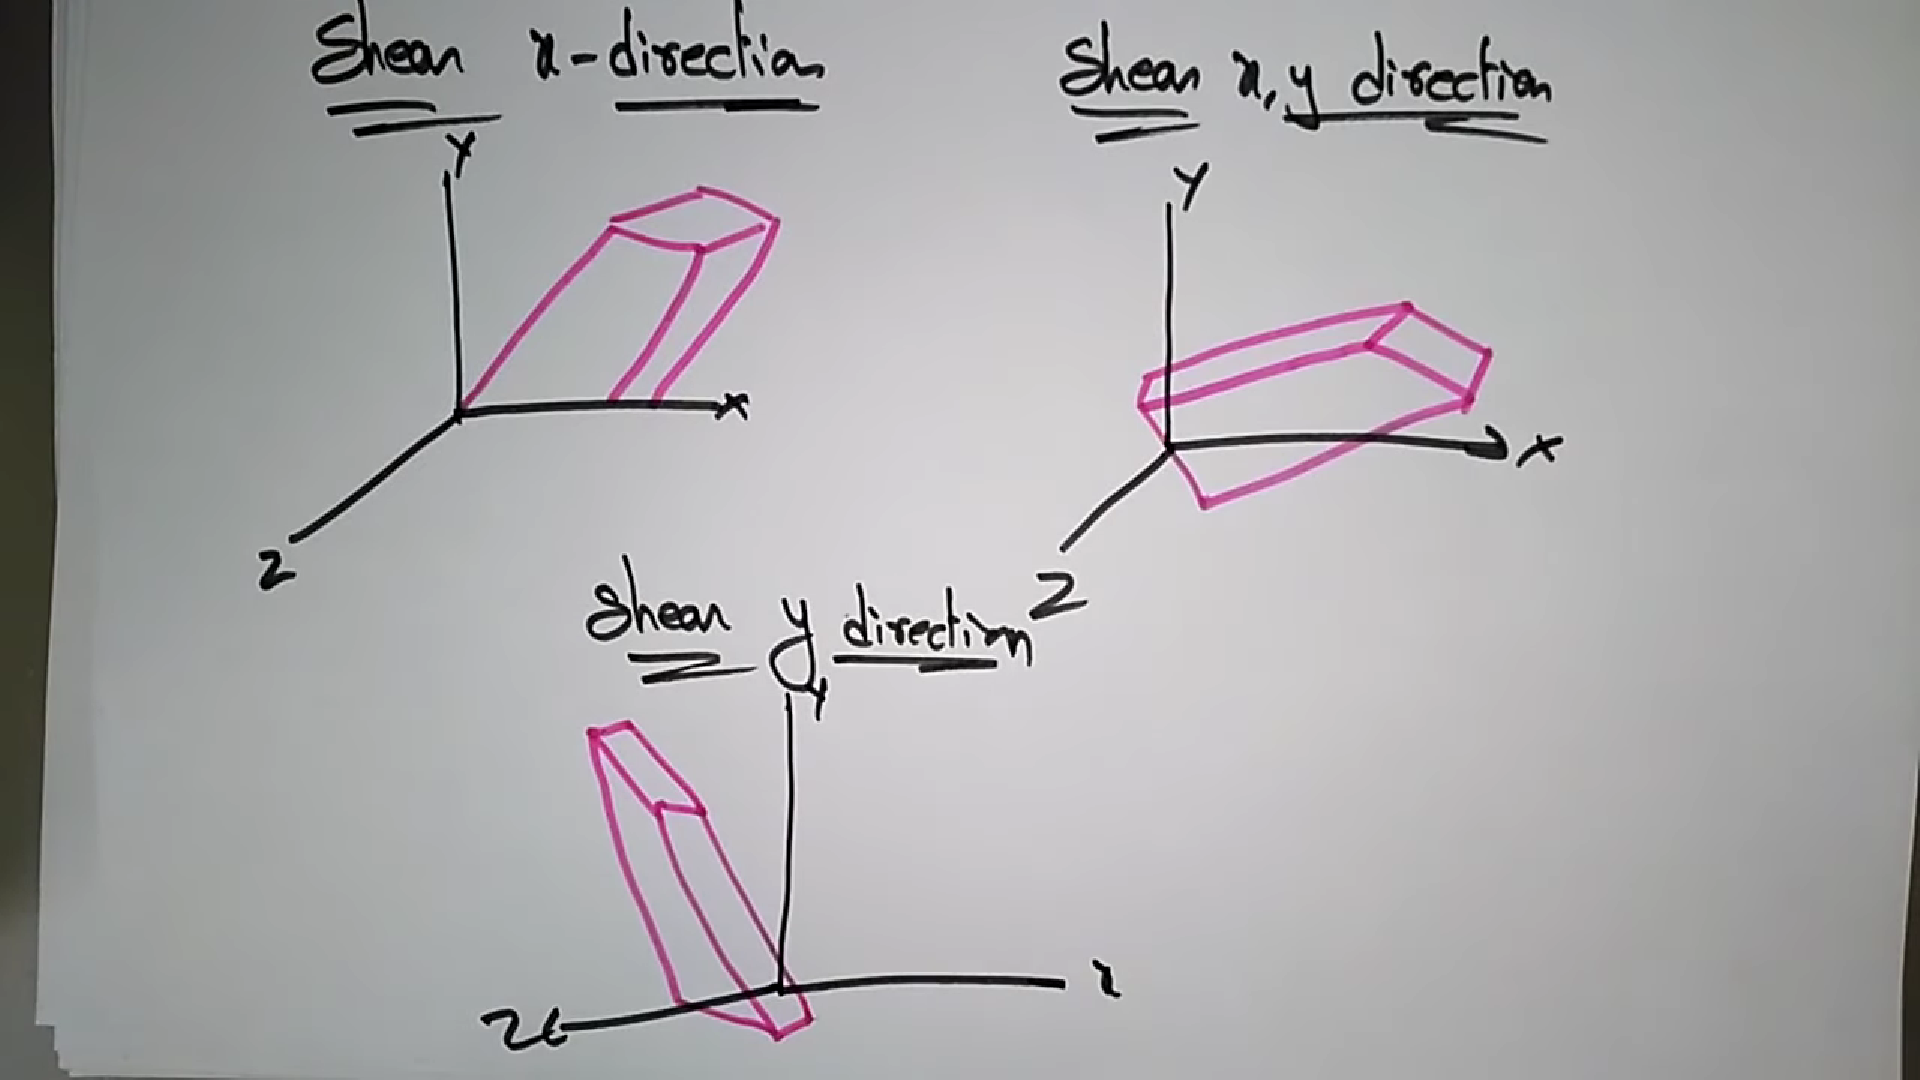 Shear x-direction
Y
X
Z
Shear x,y direction
Y
X
Z
Shear y direction
Y
x
Z